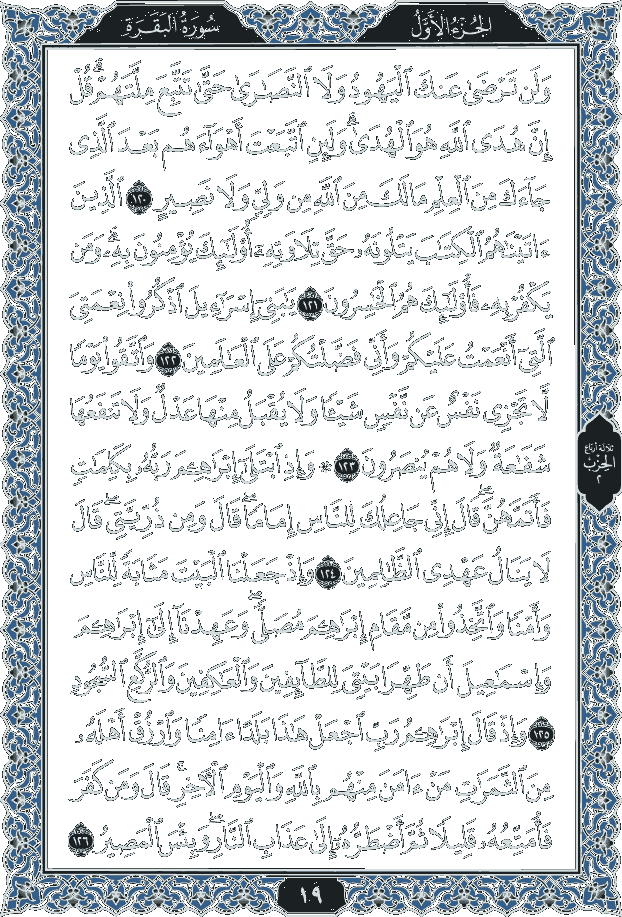 سُورَةُ الْبَقَرَةِ
الجُزْءُ الأَوَّلُ
وَلَن تَرْضَىٰ عَنكَ ٱلْيَهُودُ وَلَا ٱلنَّصَٰرَىٰ حَتَّىٰ تَتَّبِعَ مِلَّتَهُمْ ۗ قُلْ
إِنَّ هُدَى ٱللَّهِ هُوَ ٱلْهُدَىٰ ۗ وَلَئِنِ ٱتَّبَعْتَ أَهْوَآءَهُم بَعْدَ ٱلَّذِى
جَآءَكَ مِنَ ٱلْعِلْمِ مَا لَكَ مِنَ ٱللَّهِ مِن وَلِىٍّ وَلَا نَصِيرٍ ١٢٠ ٱلَّذِينَ
ءَاتَيْنَٰهُمُ ٱلْكِتَٰبَ يَتْلُونَهُۥ حَقَّ تِلَاوَتِهِۦٓ أُو۟لَٰٓئِكَ يُؤْمِنُونَ بِهِۦ ۗ وَمَن
يَكْفُرْ بِهِۦ فَأُو۟لَٰٓئِكَ هُمُ ٱلْخَٰسِرُونَ ١٢١ يَٰبَنِىٓ إِسْرَٰٓءِيلَ ٱذْكُرُوا۟ نِعْمَتِىَ
ٱلَّتِىٓ أَنْعَمْتُ عَلَيْكُمْ وَأَنِّى فَضَّلْتُكُمْ عَلَى ٱلْعَٰلَمِينَ ١٢٢ وَٱتَّقُوا۟ يَوْمًا
لَّا تَجْزِى نَفْسٌ عَن نَّفْسٍ شَيْـًٔا وَلَا يُقْبَلُ مِنْهَا عَدْلٌ وَلَا تَنفَعُهَا
شَفَٰعَةٌ وَلَا هُمْ يُنصَرُونَ ١٢٣ ۞ وَإِذِ ٱبْتَلَىٰٓ إِبْرَٰهِـۧمَ رَبُّهُۥ بِكَلِمَٰتٍ
فَأَتَمَّهُنَّ ۖ قَالَ إِنِّى جَاعِلُكَ لِلنَّاسِ إِمَامًا ۖ قَالَ وَمِن ذُرِّيَّتِى ۖ قَالَ
لَا يَنَالُ عَهْدِى ٱلظَّٰلِمِينَ ١٢٤ وَإِذْ جَعَلْنَا ٱلْبَيْتَ مَثَابَةً لِّلنَّاسِ
وَأَمْنًا وَٱتَّخِذُوا۟ مِن مَّقَامِ إِبْرَٰهِـۧمَ مُصَلًّى ۖ وَعَهِدْنَآ إِلَىٰٓ إِبْرَٰهِـۧمَ
وَإِسْمَٰعِيلَ أَن طَهِّرَا بَيْتِىَ لِلطَّآئِفِينَ وَٱلْعَٰكِفِينَ وَٱلرُّكَّعِ ٱلسُّجُودِ
١٢٥ وَإِذْ قَالَ إِبْرَٰهِـۧمُ رَبِّ ٱجْعَلْ هَٰذَا بَلَدًا ءَامِنًا وَٱرْزُقْ أَهْلَهُۥ
مِنَ ٱلثَّمَرَٰتِ مَنْ ءَامَنَ مِنْهُم بِٱللَّهِ وَٱلْيَوْمِ ٱلْءَاخِرِ ۖ قَالَ وَمَن كَفَرَ
فَأُمَتِّعُهُۥ قَلِيلًا ثُمَّ أَضْطَرُّهُۥٓ إِلَىٰ عَذَابِ ٱلنَّارِ ۖ وَبِئْسَ ٱلْمَصِيرُ ١٢٦
ثلاثة أرباع
الحزب
٢
١٩